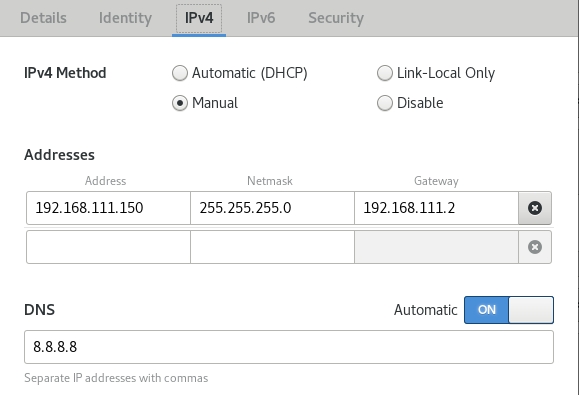 Details Identity IPv4 IPv6 Security
IPv4 Method Automatic (DHCP) Link-Local Only
Manual Disable
Addresses
Address Netmask Gateway
192.168.111.150 255.255.255.0 192.168.111.2
DNS Automatic ON
8.8.8.8
Separate IP addresses with commas